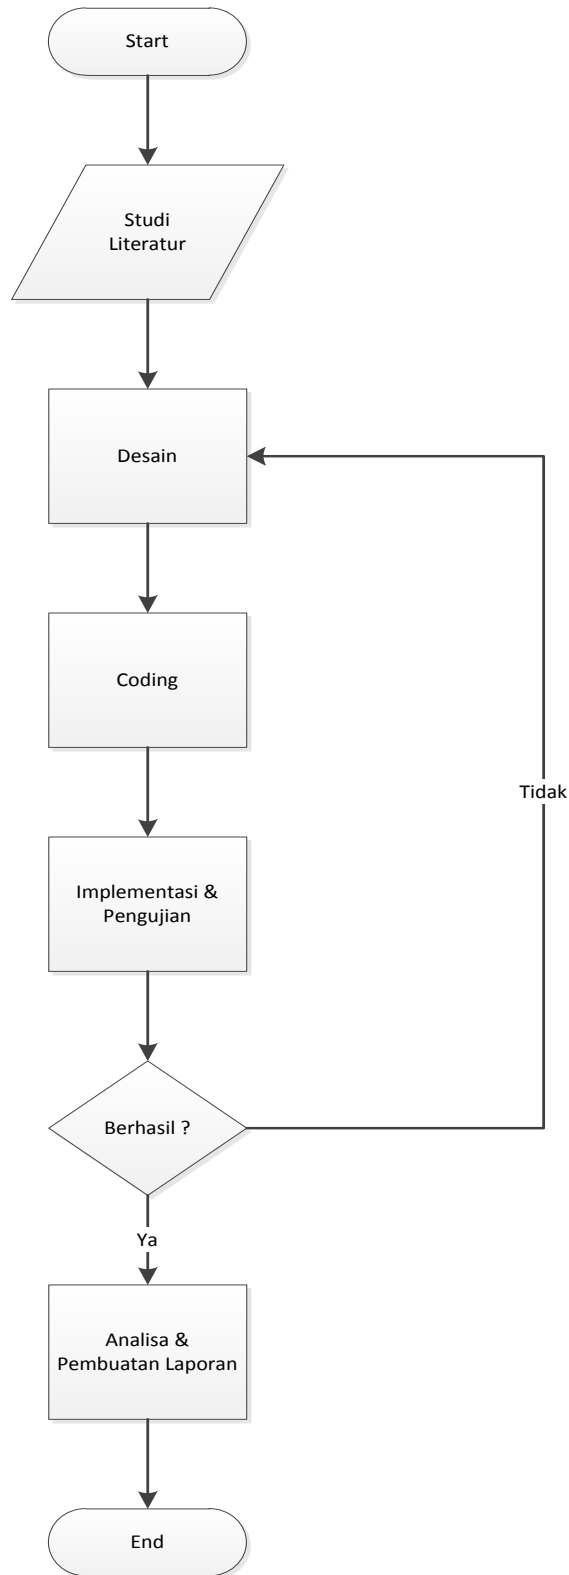 Start
Studi
Literatur
Desain
Coding
Tidak
Implementasi &
Pengujian
Berhasil ?
Ya
Analisa &
Pembuatan Laporan
End